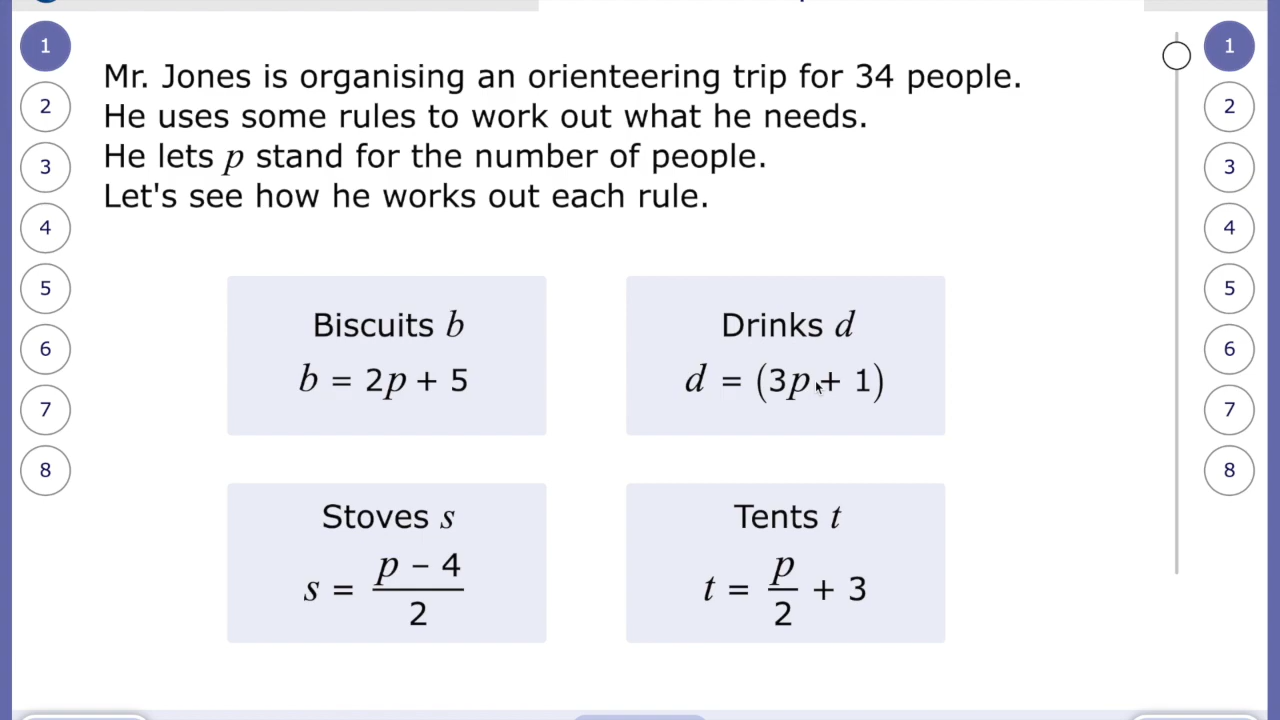 Mr. Jones is organising an orienteering trip for 34 people.
He uses some rules to work out what he needs.
He lets p stand for the number of people.
Let's see how he works out each rule.
Biscuits b
b = 2p + 5
Drinks d
d = (3p + 1)
Stoves s
s = (p – 4)/2
Tents t
t = p/2 + 3
1
2
3
4
5
6
7
8
1
2
3
4
5
6
7
8